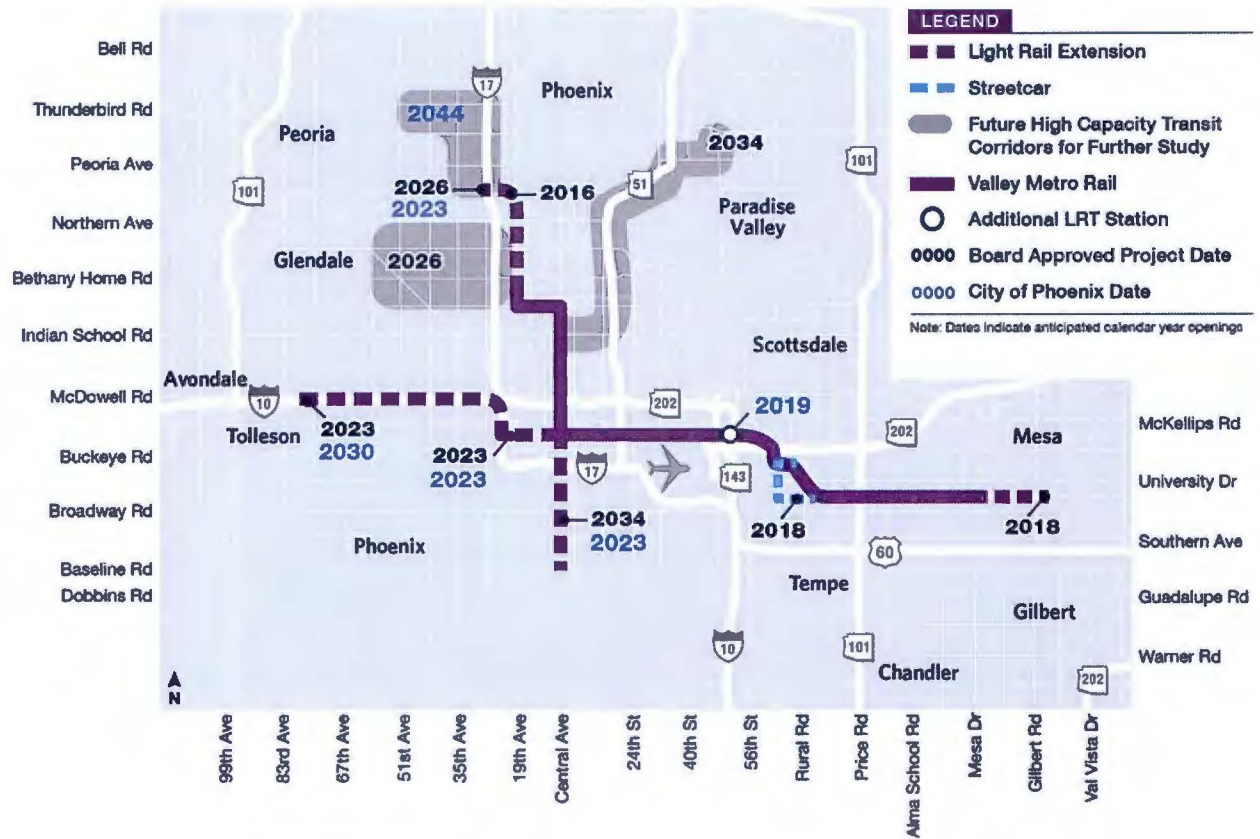 Bell Rd
Thunderbird Rd
Peoria Ave
Northern Ave
Bethany Home Rd
Indian School Rd
McDowell Rd
Buckeye Rd
Broadway Rd
Baseline Rd
Dobbins Rd
17
Phoenix
2044
Peoria
2034
101
101
51
2026
2023
2016
Paradise
Valley
Glendale
2026
Scottsdale
Avondale
10
202
2019
2023
2030
Tolleson
2023
2023
17
143
202
Mesa
2018
2018
2034
2023
Phoenix
60
Tempe
Gilbert
10
101
Chandler
202
N
LEGEND
Light Rail Extension
Streetcar
Future High Capacity Transit
Corridors for Further Study
Valley Metro Rail
Additional LRT Station
0000 Board Approved Project Date
0000 City of Phoenix Date
Note: Dates indicate anticipated calendar year openings
McKellips Rd
University Dr
Southern Ave
Guadalupe Rd
Warner Rd
99th Ave
83rd Ave
67th Ave
51st Ave
35th Ave
19th Ave
Central Ave
24th St
40th St
56th St
Rural Rd
Price Rd
Alma School Rd
Mesa Dr
Gilbert Rd
Val Vista Dr